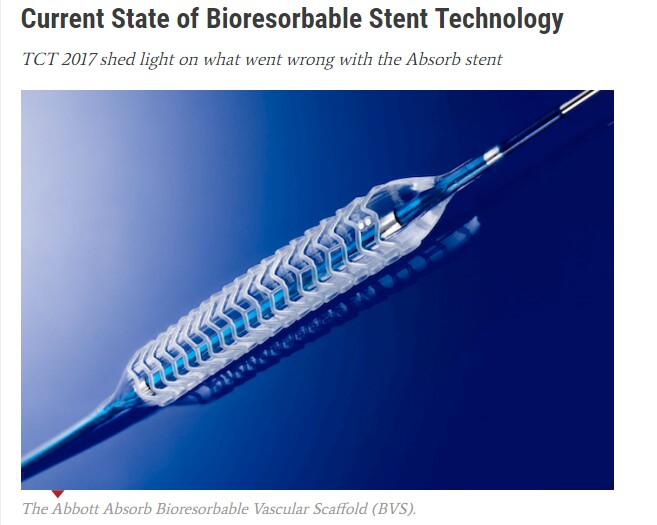 Current State of Bioresorbable Stent Technology
TCT 2017 shed light on what went wrong with the Absorb stent
The Abbott Absorb Bioresorbable Vascular Scaffold (BVS).